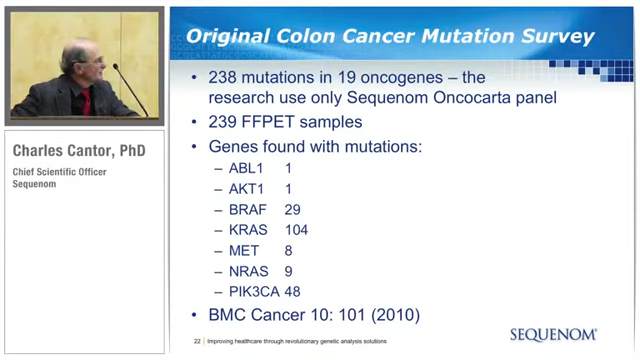 Original Colon Cancer Mutation Survey
• 238 mutations in 19 oncogenes – the
research use only Sequenom Oncocarta panel
• 239 FFPET samples
• Genes found with mutations:
– ABL1 1
– AKT1 1
– BRAF 29
– KRAS 104
– MET 8
– NRAS 9
– PIK3CA 48
• BMC Cancer 10: 101 (2010)
22 | Improving healthcare through revolutionary genetic analysis solutions
SEQUENOM®
Charles Cantor, PhD
Chief Scientific Officer
Sequenom